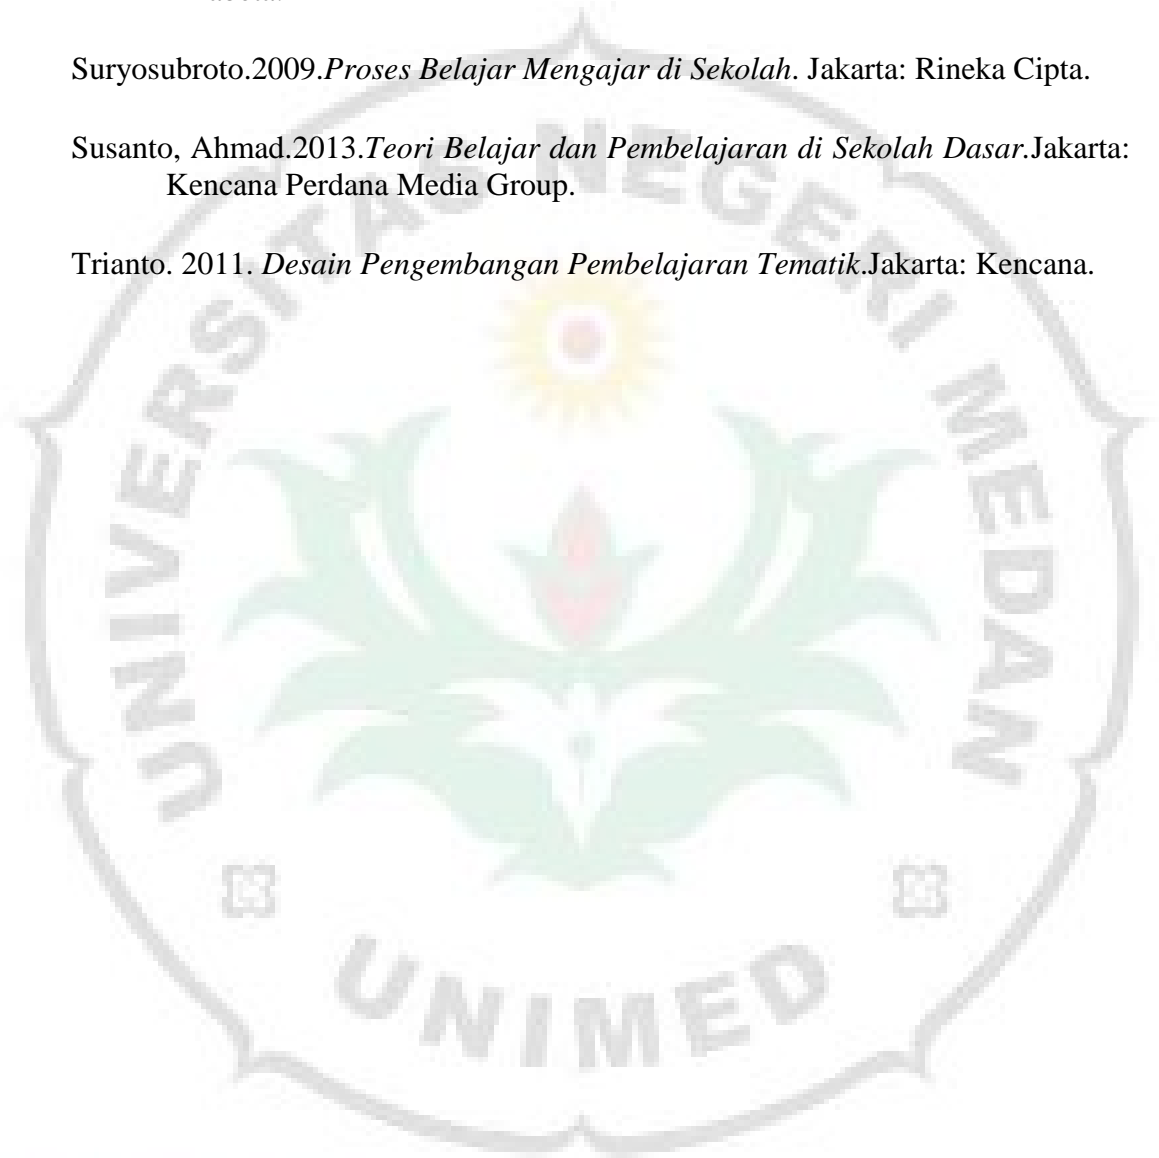 Suryosubroto.2009.Proses Belajar Mengajar di Sekolah. Jakarta: Rineka Cipta.
Susanto, Ahmad.2013.Teori Belajar dan Pembelajaran di Sekolah Dasar.Jakarta:
Kencana Perdana Media Group.
Trianto. 2011. Desain Pengembangan Pembelajaran Tematik.Jakarta: Kencana.
UNIVERSITAS NEGERI MEDAN
UNIMED